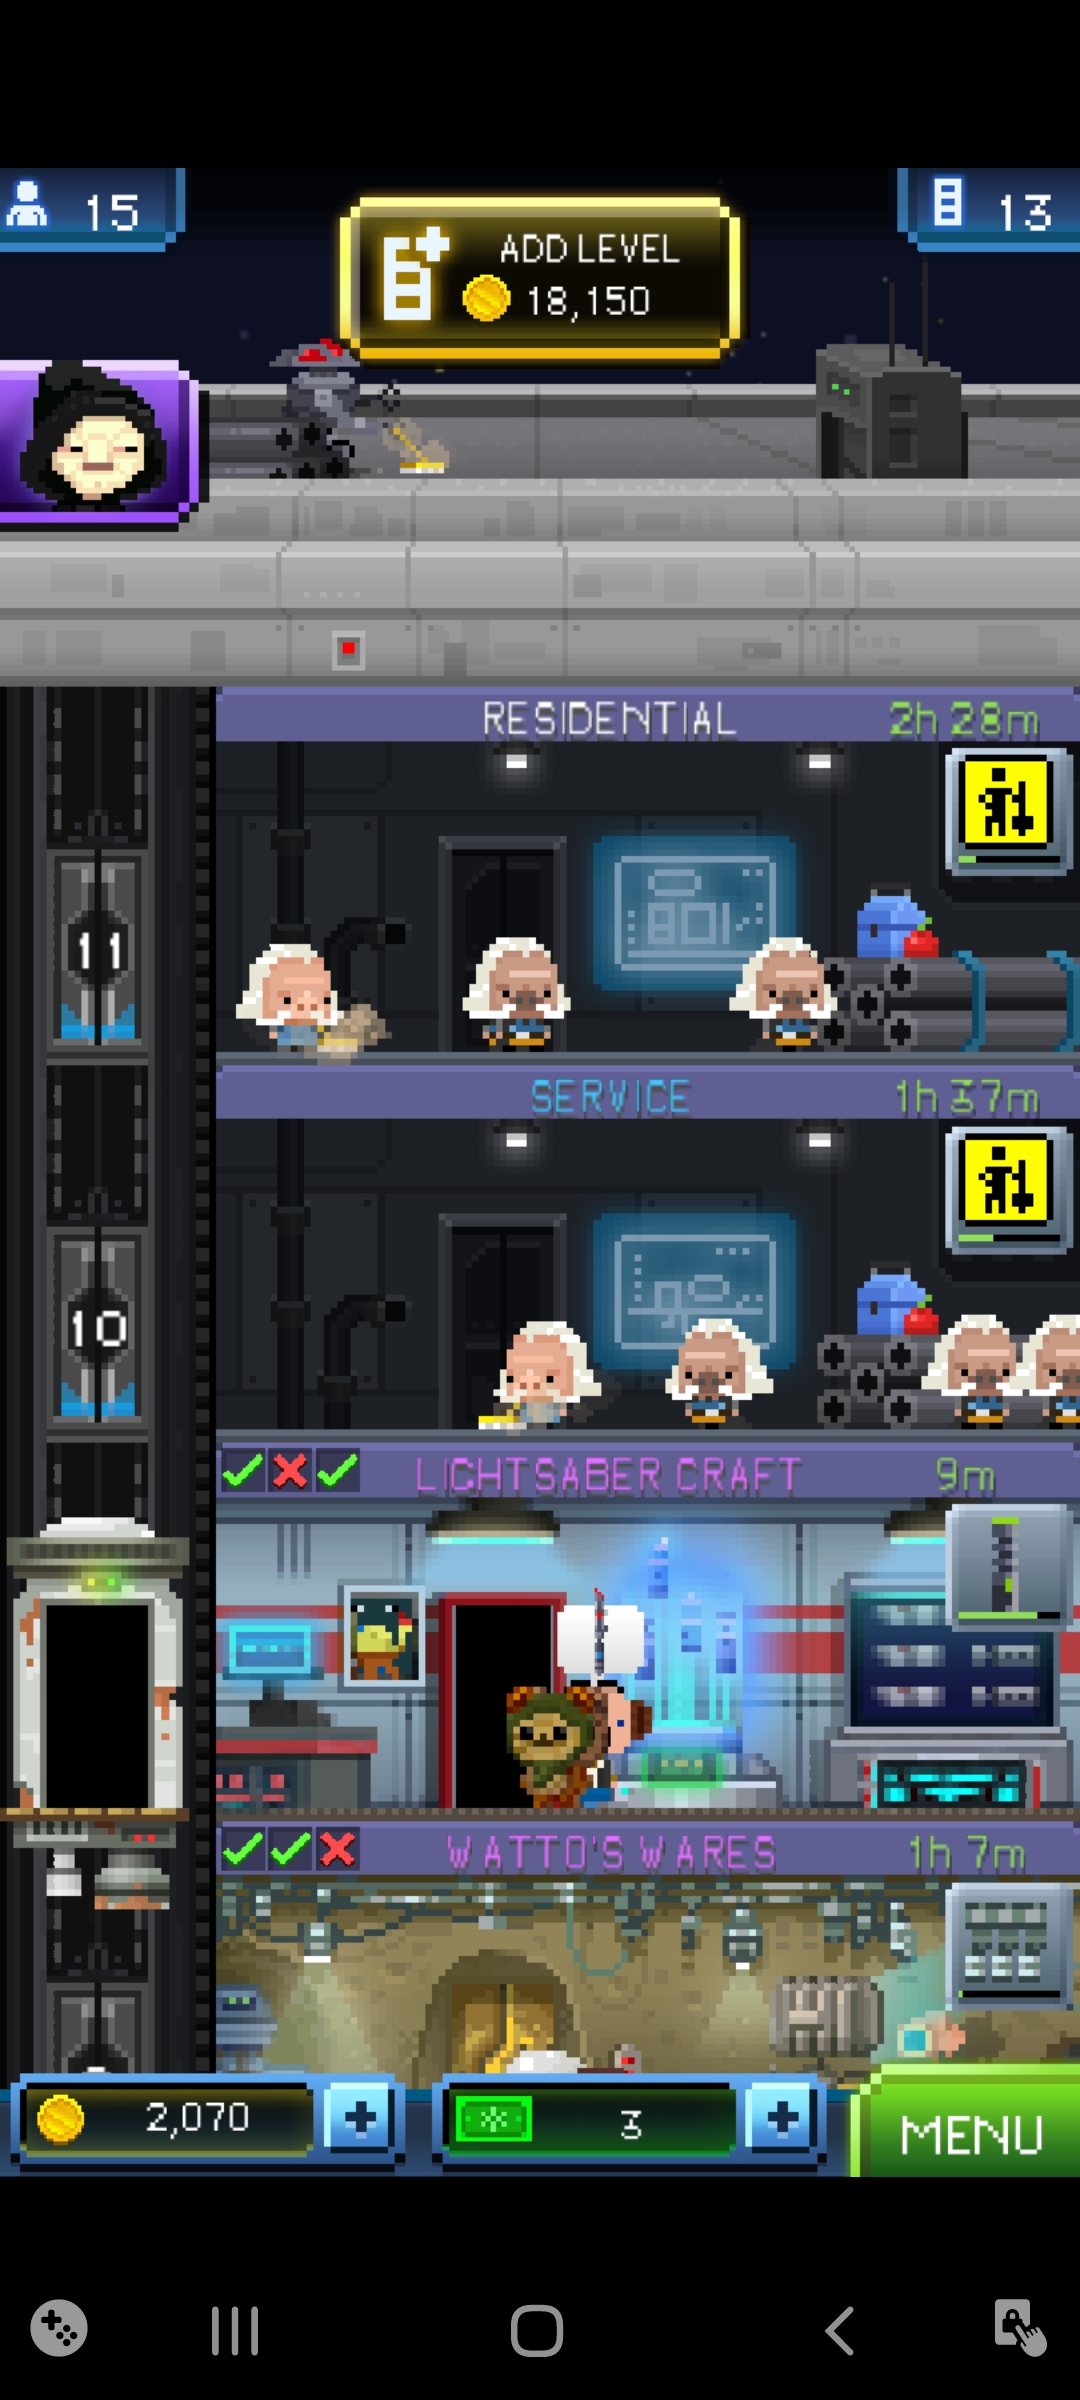 15
ADD LEVEL
18,150
13
RESIDENTIAL 2h 28m
11
SERVICE 1h 37m
10
LIGHTSABER CRAFT 9m
WATTO'S WARES 1h 7m
2,070
3
MENU